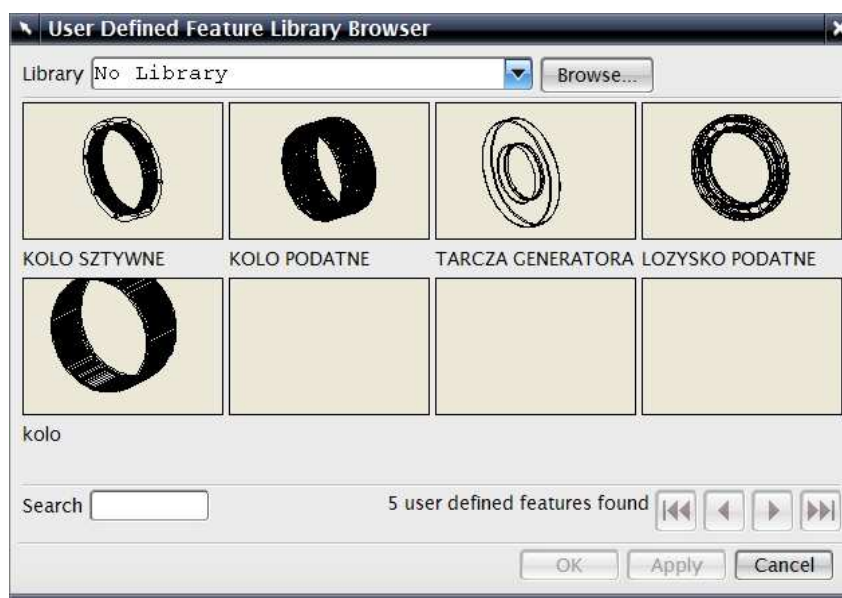 User Defined Feature Library Browser
Library No Library Browse...
KOLO SZTYWNE KOLO PODATNE TARCZA GENERATORA LOZYSKO PODATNE
kolo
Search 5 user defined features found
OK Apply Cancel